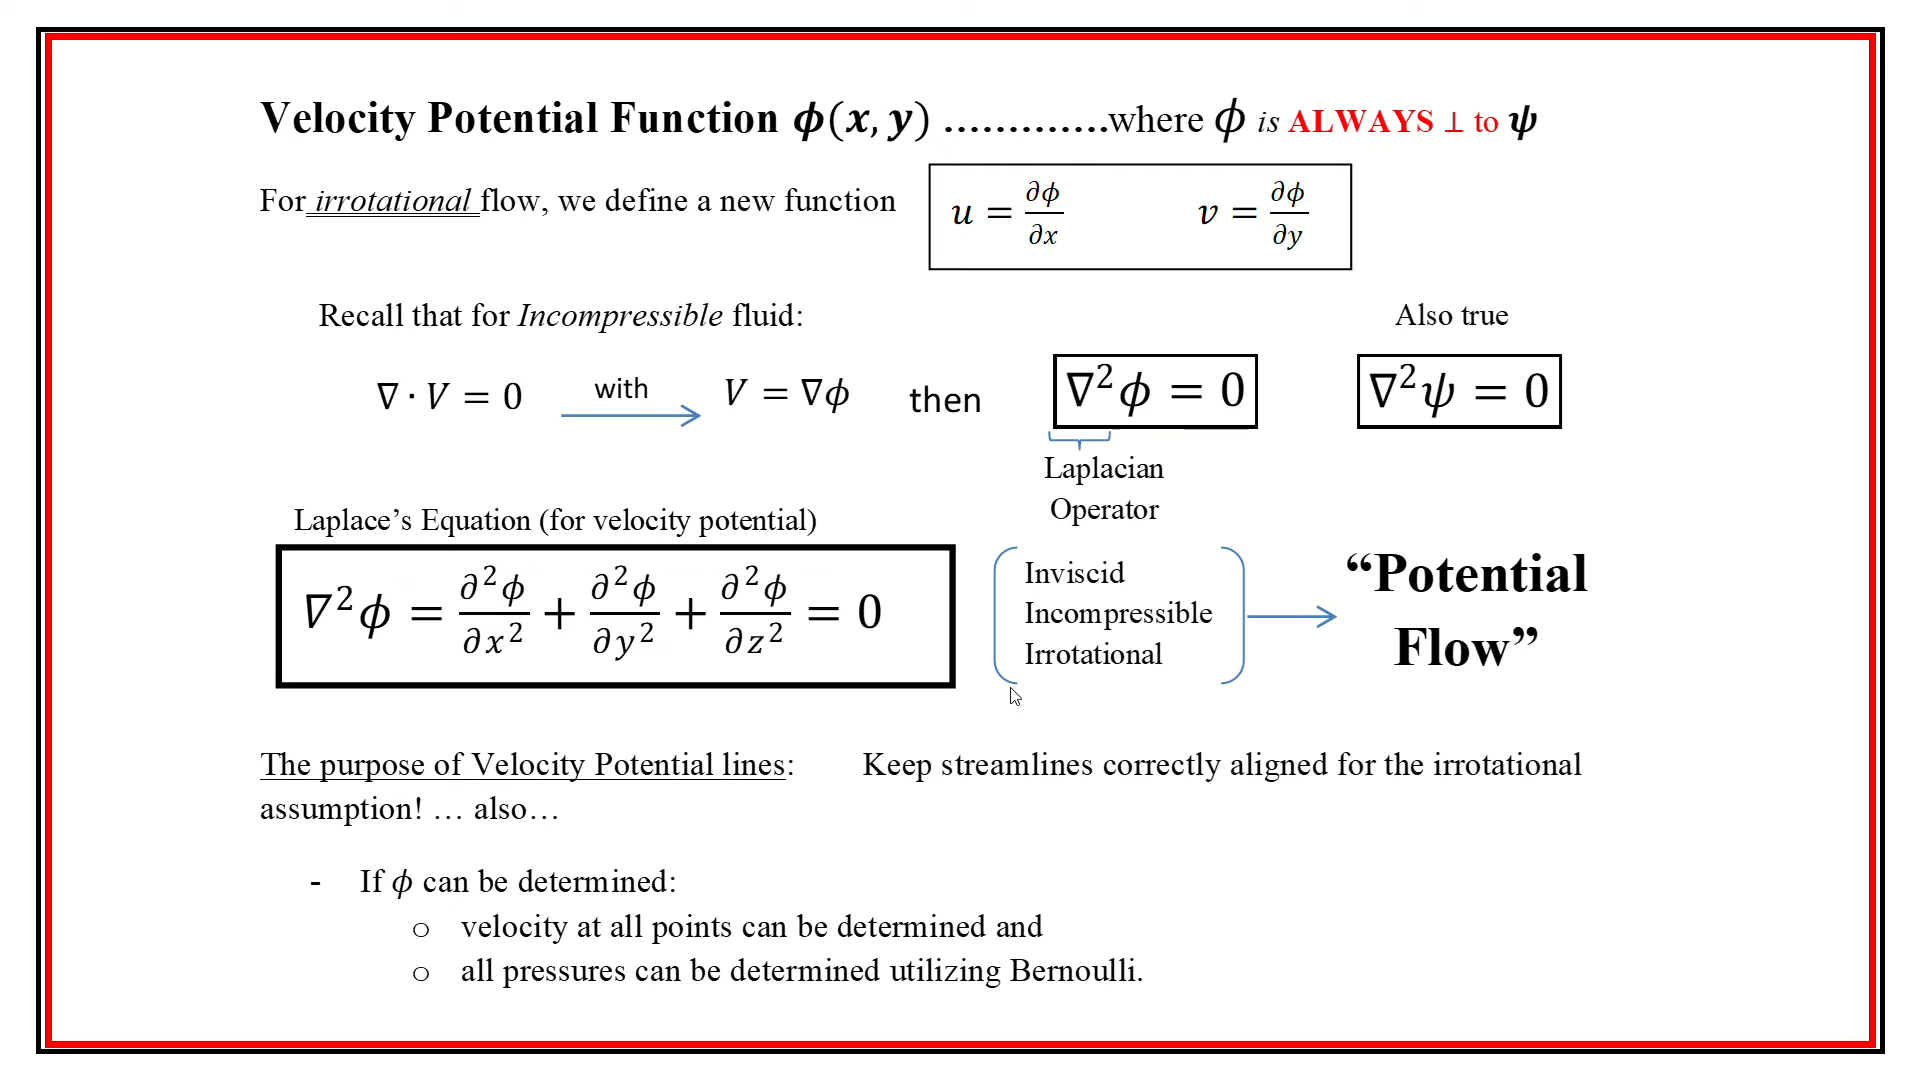 Velocity Potential Function ϕ(x, y) ………….where ϕ is ALWAYS ⊥ to ψ
For irrotational flow, we define a new function u = ∂ϕ/∂x v = ∂ϕ/∂y
Recall that for Incompressible fluid: Also true
∇ · V = 0 with V = ∇ϕ then ∇²ϕ = 0 ∇²ψ = 0
Laplacian
Operator
Laplace’s Equation (for velocity potential)
∇²ϕ = ∂²ϕ/∂x² + ∂²ϕ/∂y² + ∂²ϕ/∂z² = 0
Inviscid
Incompressible
Irrotational
“Potential
Flow”
The purpose of Velocity Potential lines: Keep streamlines correctly aligned for the irrotational
assumption! … also…
- If ϕ can be determined:
o velocity at all points can be determined and
o all pressures can be determined utilizing Bernoulli.